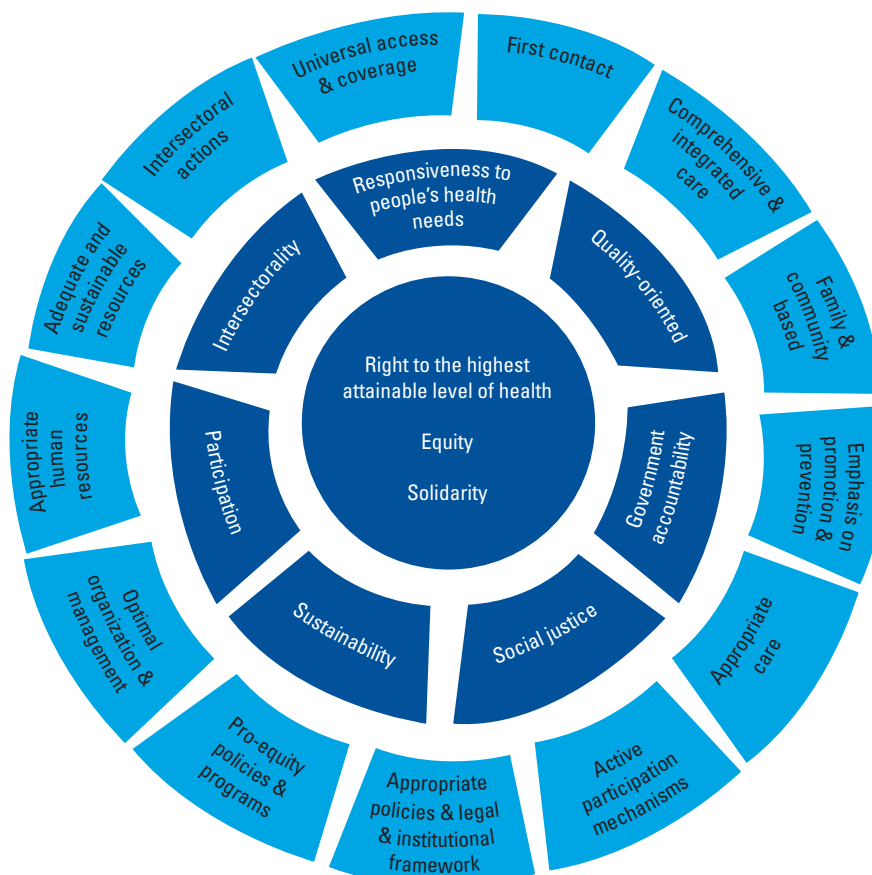 Universal access
& coverage
First contact
Comprehensive &
integrated
care
Family &
community
based
Emphasis on
promotion &
prevention
Appropriate
care
Active
participation
mechanisms
Appropriate
policies & legal
& institutional
framework
Pro-equity
policies &
programs
Optimal
organization &
management
Appropriate
human
resources
Adequate and
sustainable
resources
Intersectoral
actions
Responsiveness to
people's health
needs
Quality-oriented
Government
accountability
Social justice
Sustainability
Participation
Intersectorality
Right to the highest
attainable level of health
Equity
Solidarity